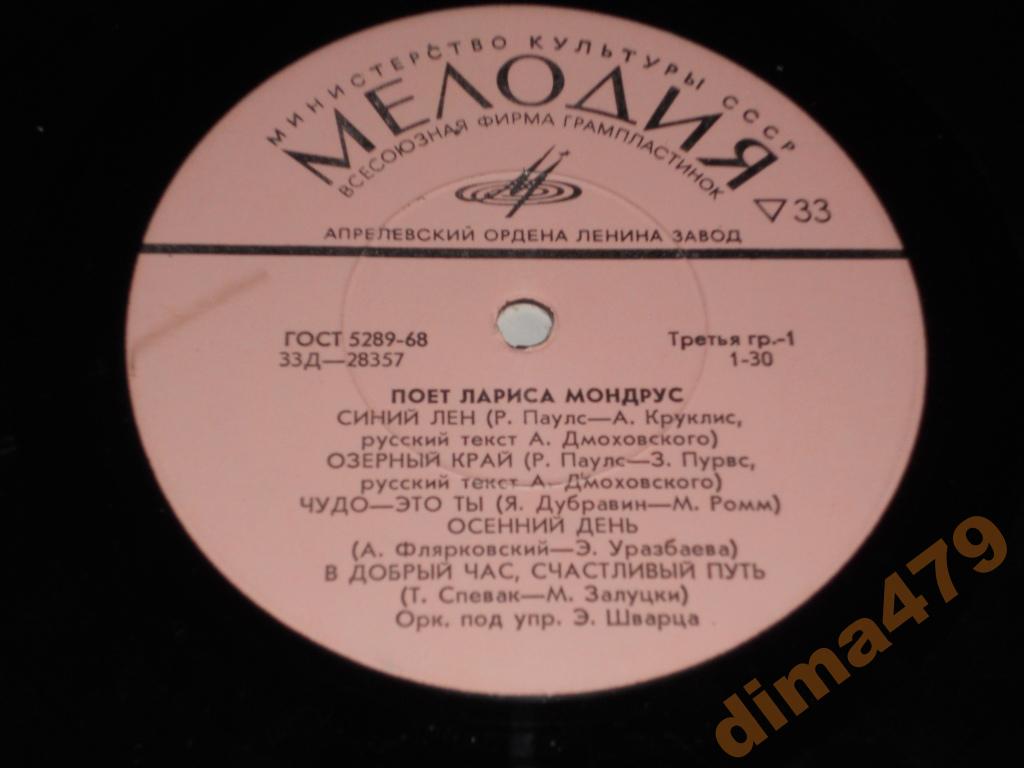 МИНИСТЕРСТВО КУЛЬТУРЫ СССР
МЕЛОДИЯ
ВСЕСОЮЗНАЯ ФИРМА ГРАМПЛАСТИНОК
33
АПРЕЛЕВСКИЙ ОРДЕНА ЛЕНИНА ЗАВОД
ГОСТ 5289-68 Третья гр.-1
33Д—28357 1-30
ПОЕТ ЛАРИСА МОНДРУС
СИНИЙ ЛЕН (Р. Паулс—А. Круклис,
русский текст А. Дмоховского)
ОЗЕРНЫЙ КРАЙ (Р. Паулс—З. Пурвс,
русский текст А. Дмоховского)
ЧУДО—ЭТО ТЫ (Я. Дубравин—М. Ромм)
ОСЕННИЙ ДЕНЬ
(А. Флярковский—Э. Уразбаева)
В ДОБРЫЙ ЧАС, СЧАСТЛИВЫЙ ПУТЬ
(Т. Спевак—М. Залуцки)
Орк. под упр. Э. Шварца
dima479